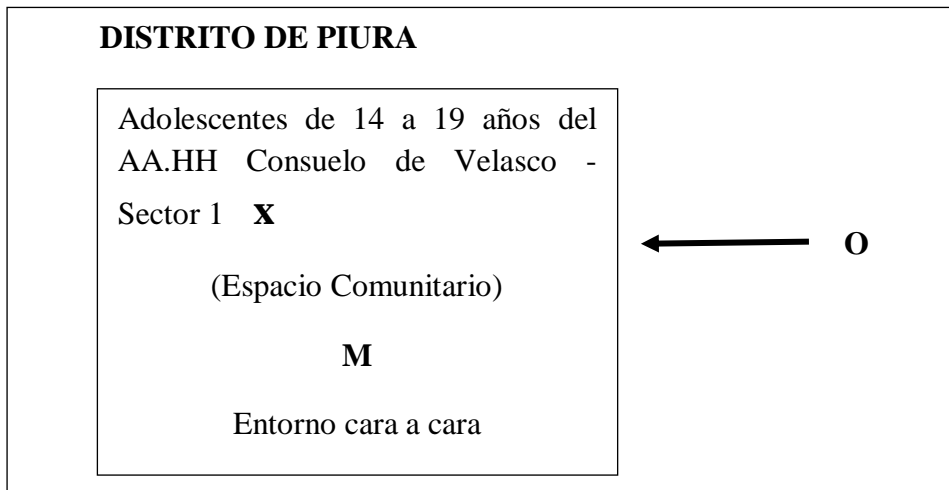 DISTRITO DE PIURA
Adolescentes de 14 a 19 años del
AA.HH Consuelo de Velasco -
Sector 1 X
O
(Espacio Comunitario)
M
Entorno cara a cara